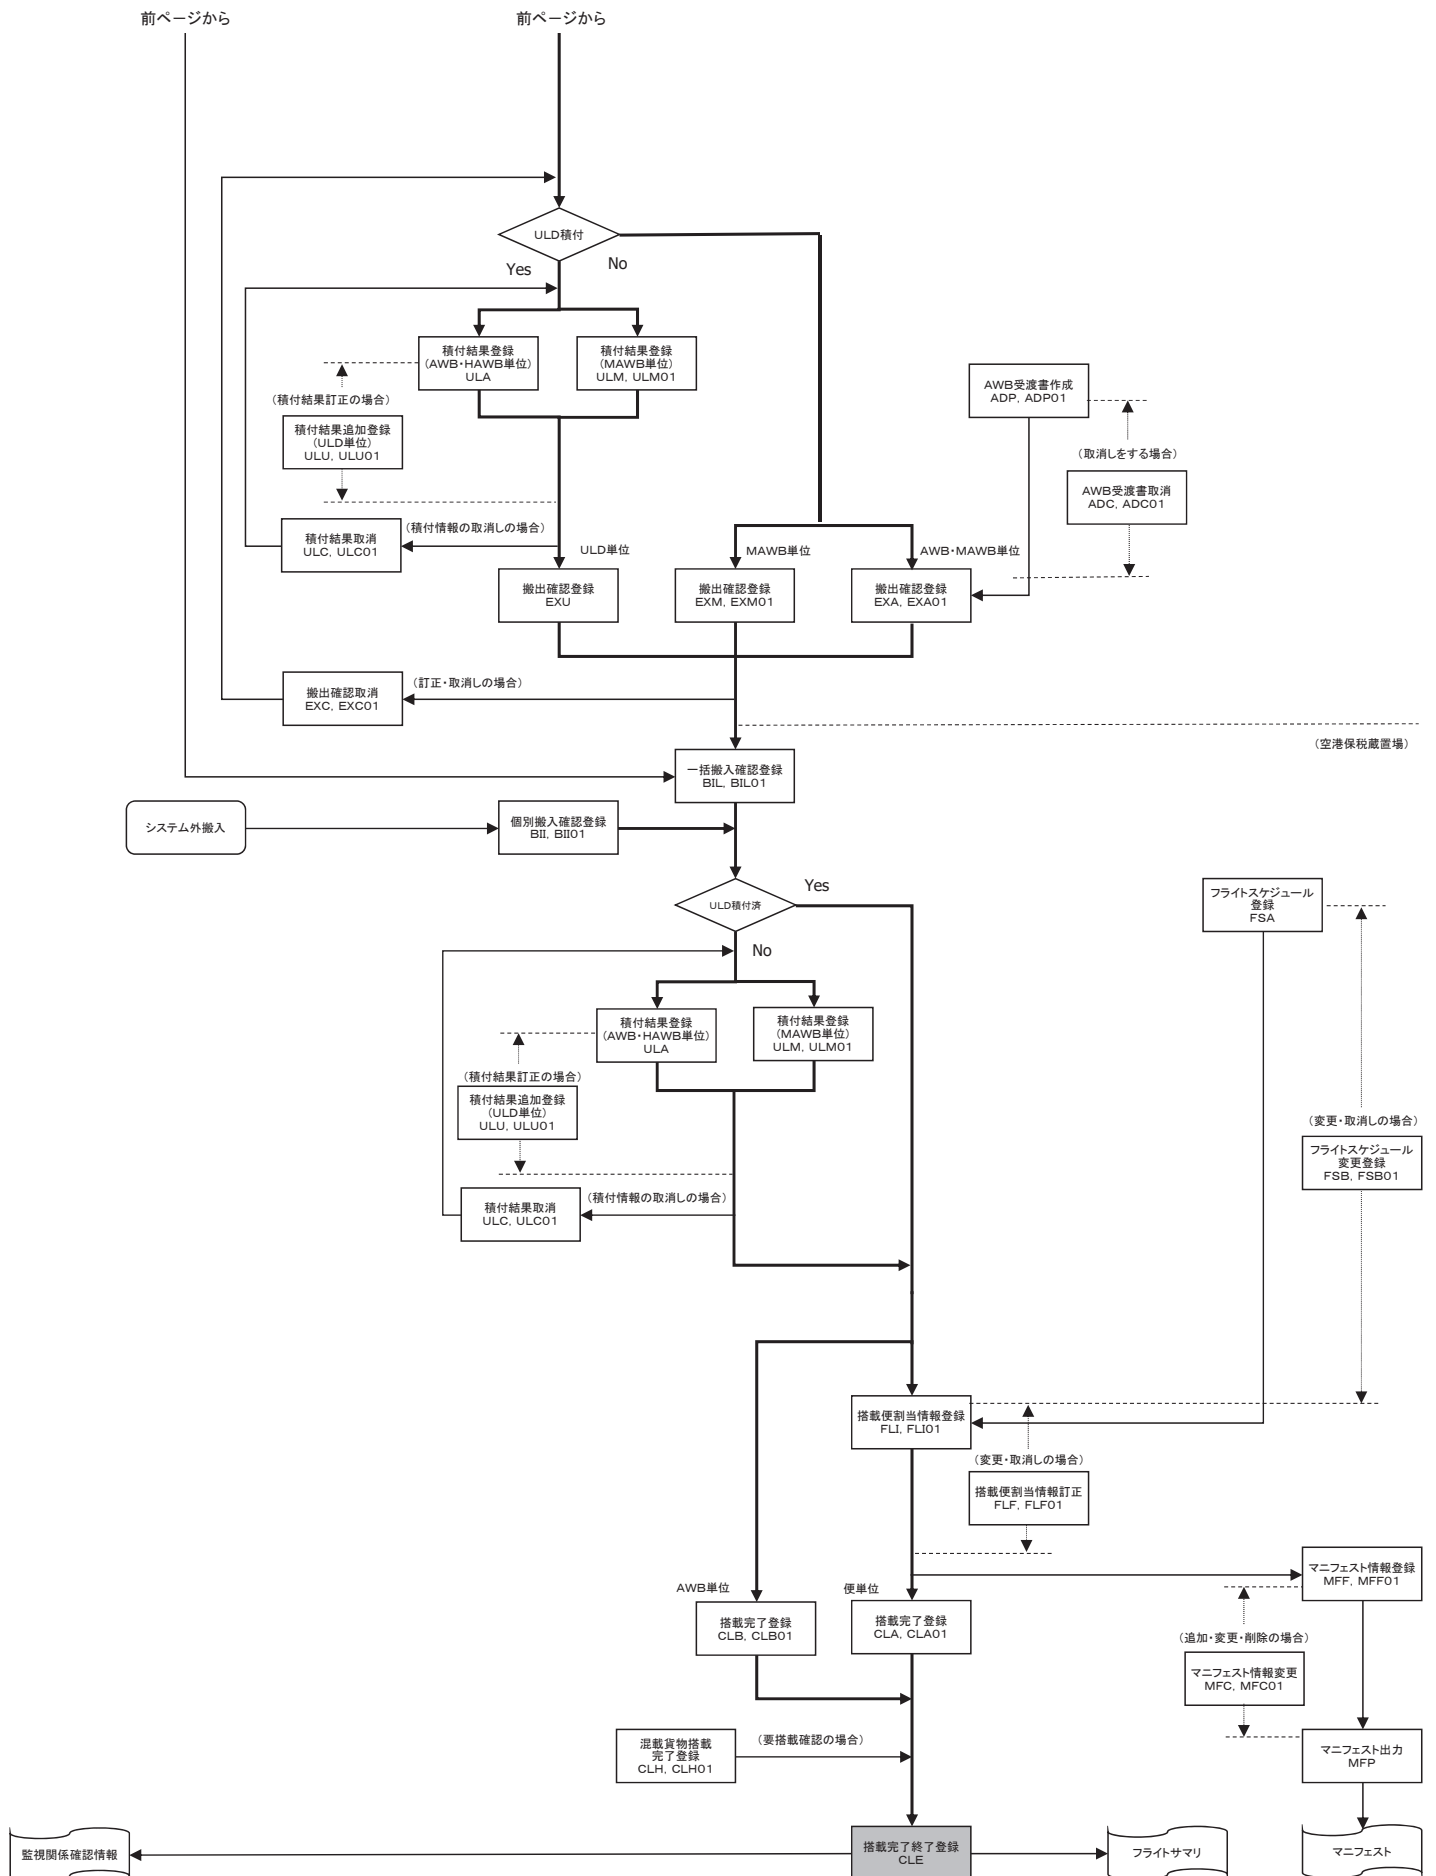 前ページから
前ページから
ULD積付
Yes
No
積付結果登録
(AWB・HAWB単位)
ULA
積付結果登録
(MAWB単位)
ULM, ULM01
(積付結果訂正の場合)
積付結果追加登録
(ULD単位)
ULU, ULU01
AWB受渡書作成
ADP, ADP01
(取消しをする場合)
AWB受渡書取消
ADC, ADC01
積付結果取消
ULC, ULC01
(積付情報の取消しの場合)
ULD単位
MAWB単位
AWB・MAWB単位
搬出確認登録
EXU
搬出確認登録
EXM, EXM01
搬出確認登録
EXA, EXA01
搬出確認取消
EXC, EXC01
(訂正・取消しの場合)
(空港保税蔵置場)
一括搬入確認登録
BIL, BIL01
システム外搬入
個別搬入確認登録
BII, BII01
ULD積付済
Yes
No
フライトスケジュール
登録
FSA
積付結果登録
(AWB・HAWB単位)
ULA
積付結果登録
(MAWB単位)
ULM, ULM01
(積付結果訂正の場合)
積付結果追加登録
(ULD単位)
ULU, ULU01
(変更・取消しの場合)
フライトスケジュール
変更登録
FSB, FSB01
積付結果取消
ULC, ULC01
(積付情報の取消しの場合)
搭載便割当情報登録
FLI, FLI01
(変更・取消しの場合)
搭載便割当情報訂正
FLF, FLF01
AWB単位
便単位
搭載完了登録
CLB, CLB01
搭載完了登録
CLA, CLA01
マニフェスト情報登録
MFF, MFF01
(追加・変更・削除の場合)
マニフェスト情報変更
MFC, MFC01
混載貨物搭載
完了登録
CLH, CLH01
(要搭載確認の場合)
マニフェスト出力
MFP
監視関係確認情報
搭載完了終了登録
CLE
フライトサマリ
マニフェスト